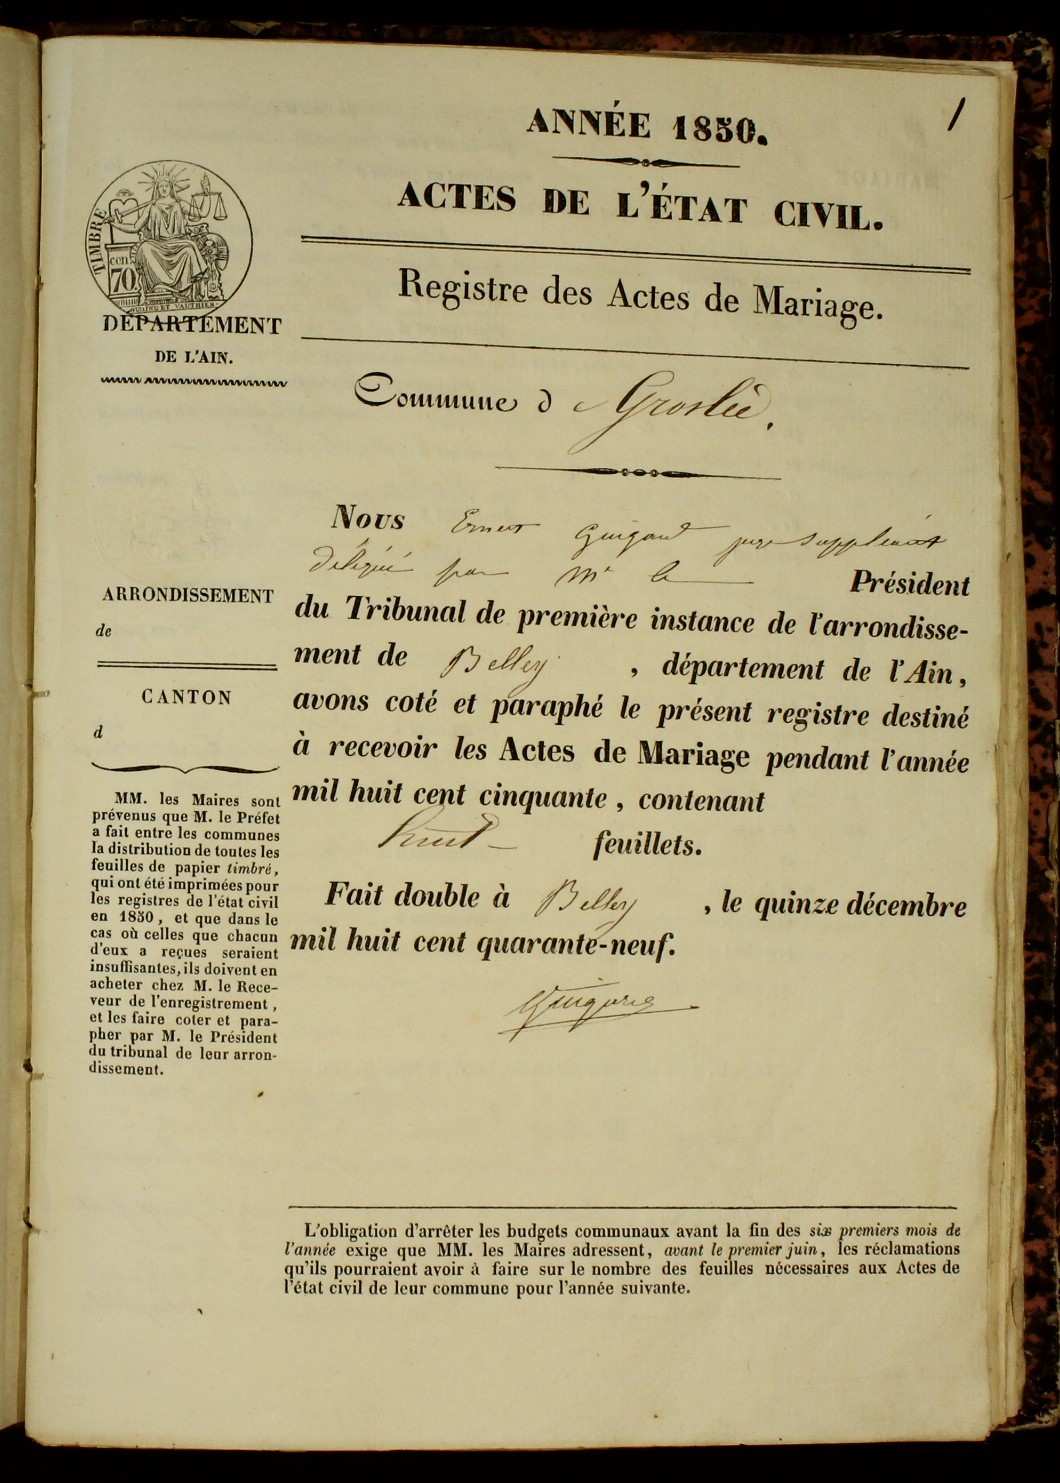 1
ANNÉE 1850.
ACTES DE L'ÉTAT CIVIL.
TIMBRE
cen
70
Registre des Actes de Mariage.
DÉPARTEMENT
DE L'AIN.
Commune d Groslée.
Nous Ernest Guigard juge suppléant
délégué par Mr le Président
du Tribunal de première instance de l'arrondisse-
ment de Belley, département de l'Ain,
avons coté et paraphé le présent registre destiné
à recevoir les Actes de Mariage pendant l'année
mil huit cent cinquante, contenant
huit feuillets.
Fait double à Belley, le quinze décembre
mil huit cent quarante-neuf.
ARRONDISSEMENT
de
CANTON
d
MM. les Maires sont
prévenus que M. le Préfet
a fait entre les communes
la distribution de toutes les
feuilles de papier timbré,
qui ont été imprimées pour
les registres de l'état civil
en 1850, et que dans le
cas où celles que chacun
d'eux a reçues seraient
insuffisantes, ils doivent en
acheter chez M. le Rece-
veur de l'enregistrement,
et les faire coter et para-
pher par M. le Président
du tribunal de leur arron-
dissement.
L'obligation d'arrêter les budgets communaux avant la fin des six premiers mois de
l'année exige que MM. les Maires adressent, avant le premier juin, les réclamations
qu'ils pourraient avoir à faire sur le nombre des feuilles nécessaires aux Actes de
l'état civil de leur commune pour l'année suivante.